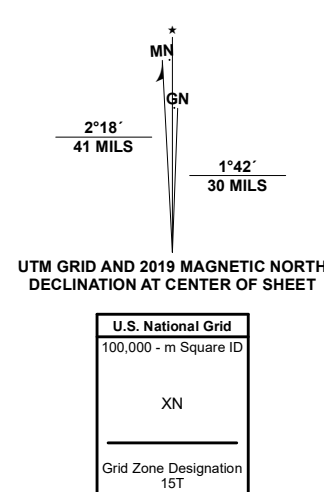 ★
MN
GN
2°18´
41 MILS
1°42´
30 MILS
UTM GRID AND 2019 MAGNETIC NORTH
DECLINATION AT CENTER OF SHEET
U.S. National Grid
100,000 - m Square ID
XN
Grid Zone Designation
15T